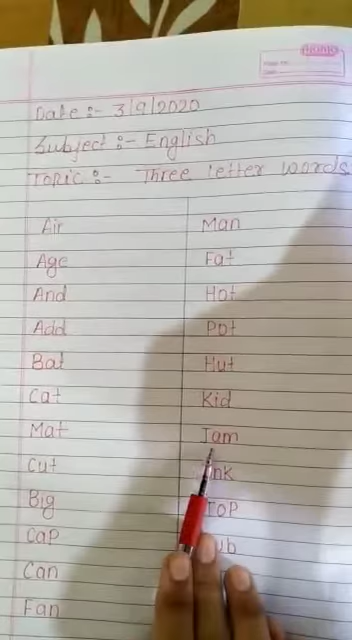 Date :- 3/9/2020
Subject :- English
Topic :- Three letter words
Air
Age
And
Add
Bat
Cat
Mat
Cut
Big
Cap
Can
Fan
Man
Fat
Hot
Pot
Hut
Kid
Jam
Top